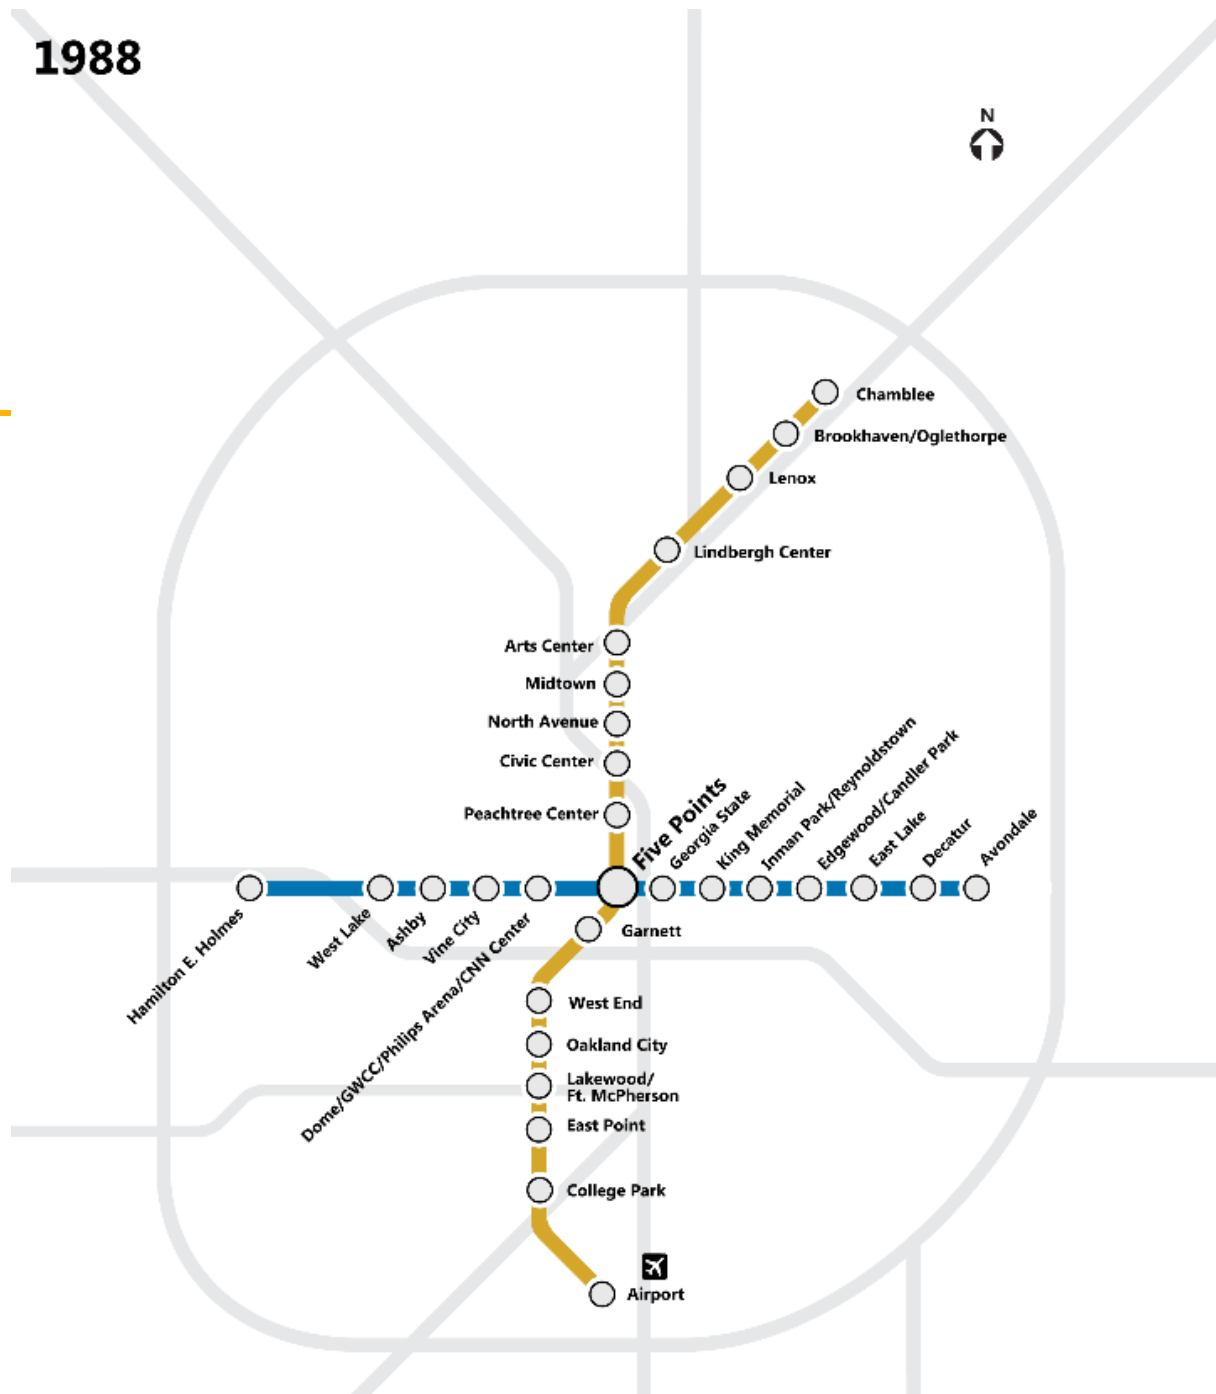 1988
N
Chamblee
Brookhaven/Oglethorpe
Lenox
Lindbergh Center
Arts Center
Midtown
North Avenue
Civic Center
Peachtree Center
Five Points
Georgia State
King Memorial
Inman Park/Reynoldstown
Edgewood/Candler Park
East Lake
Decatur
Avondale
Hamilton E. Holmes
West Lake
Ashby
Vine City
Dome/GWCC/Philips Arena/CNN Center
Garnett
West End
Oakland City
Lakewood/
Ft. McPherson
East Point
College Park
Airport